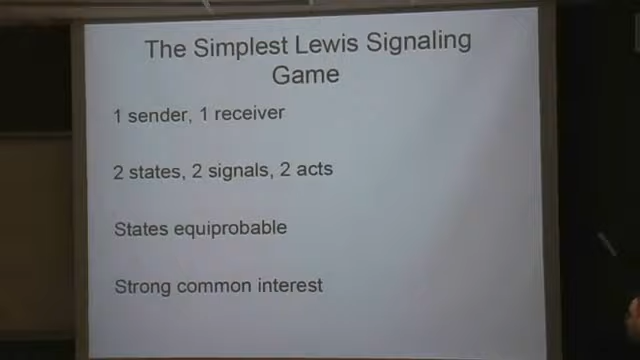 The Simplest Lewis Signaling
Game
1 sender, 1 receiver
2 states, 2 signals, 2 acts
States equiprobable
Strong common interest